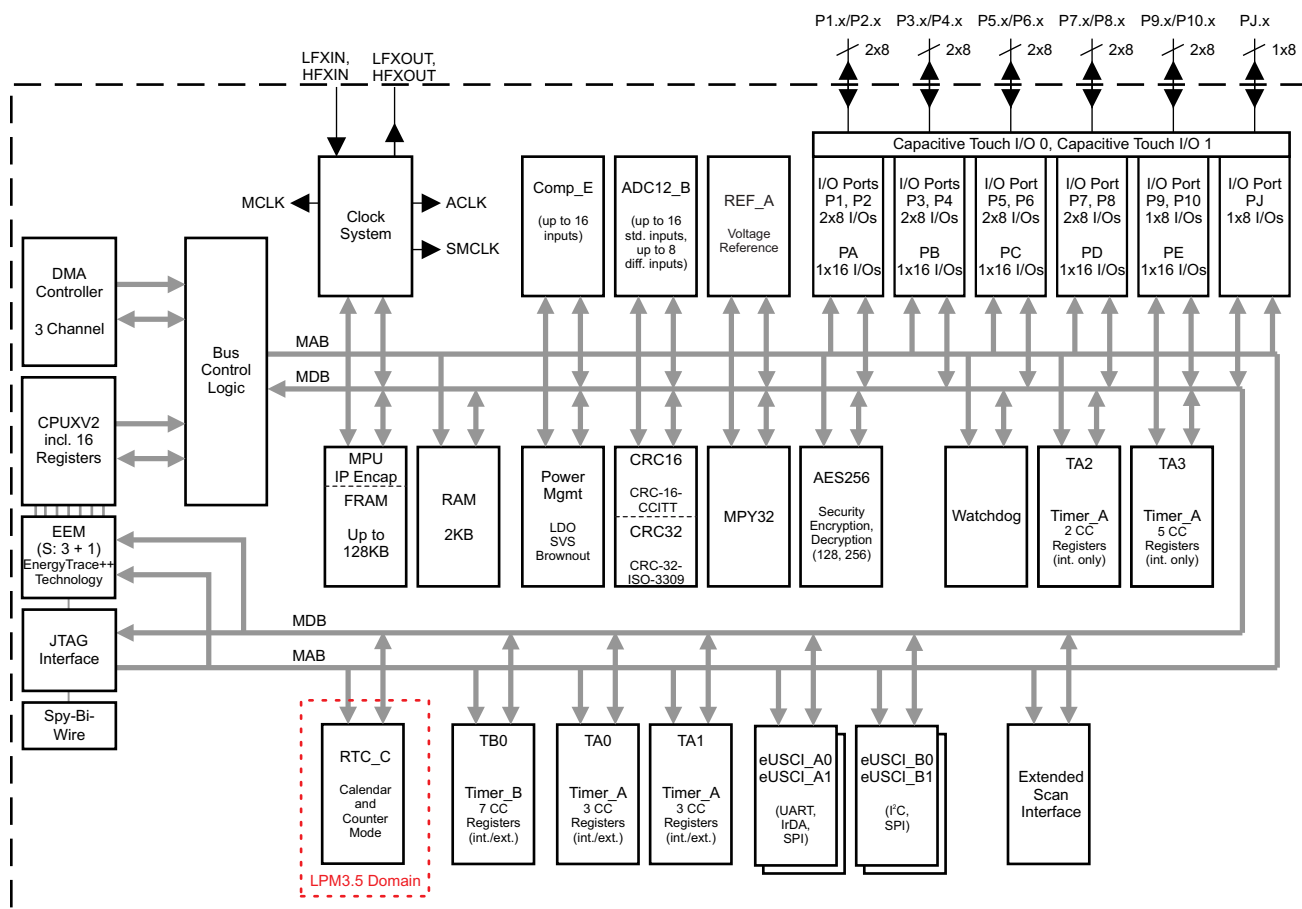 P1.x/P2.x
P3.x/P4.x
P5.x/P6.x
P7.x/P8.x
P9.x/P10.x
PJ.x
2x8
2x8
2x8
2x8
2x8
1x8
LFXIN,
HFXIN
LFXOUT,
HFXOUT
Capacitive Touch I/O 0, Capacitive Touch I/O 1
MCLK
Clock
System
ACLK
SMCLK
Comp_E
(up to 16
inputs)
ADC12_B
(up to 16
std. inputs,
up to 8
diff. inputs)
REF_A
Voltage
Reference
I/O Ports
P1, P2
2x8 I/Os
PA
1x16 I/Os
I/O Ports
P3, P4
2x8 I/Os
PB
1x16 I/Os
I/O Port
P5, P6
2x8 I/Os
PC
1x16 I/Os
I/O Port
P7, P8
2x8 I/Os
PD
1x16 I/Os
I/O Port
P9, P10
1x8 I/Os
PE
1x16 I/Os
I/O Port
PJ
1x8 I/Os
DMA
Controller
3 Channel
Bus
Control
Logic
MAB
MDB
CPUXV2
incl. 16
Registers
MPU
IP Encap
FRAM
Up to
128KB
RAM
2KB
Power
Mgmt
LDO
SVS
Brownout
CRC16
CRC-16-
CCITT
CRC32
CRC-32-
ISO-3309
MPY32
AES256
Security
Encryption,
Decryption
(128, 256)
Watchdog
TA2
Timer_A
2 CC
Registers
(int. only)
TA3
Timer_A
5 CC
Registers
(int. only)
EEM
(S: 3 + 1)
EnergyTrace++
Technology
MDB
MAB
JTAG
Interface
Spy-Bi-
Wire
RTC_C
Calendar
and
Counter
Mode
LPM3.5 Domain
TB0
Timer_B
7 CC
Registers
(int./ext.)
TA0
Timer_A
3 CC
Registers
(int./ext.)
TA1
Timer_A
3 CC
Registers
(int./ext.)
eUSCI_A0
eUSCI_A1
(UART,
IrDA,
SPI)
eUSCI_B0
eUSCI_B1
(I²C,
SPI)
Extended
Scan
Interface